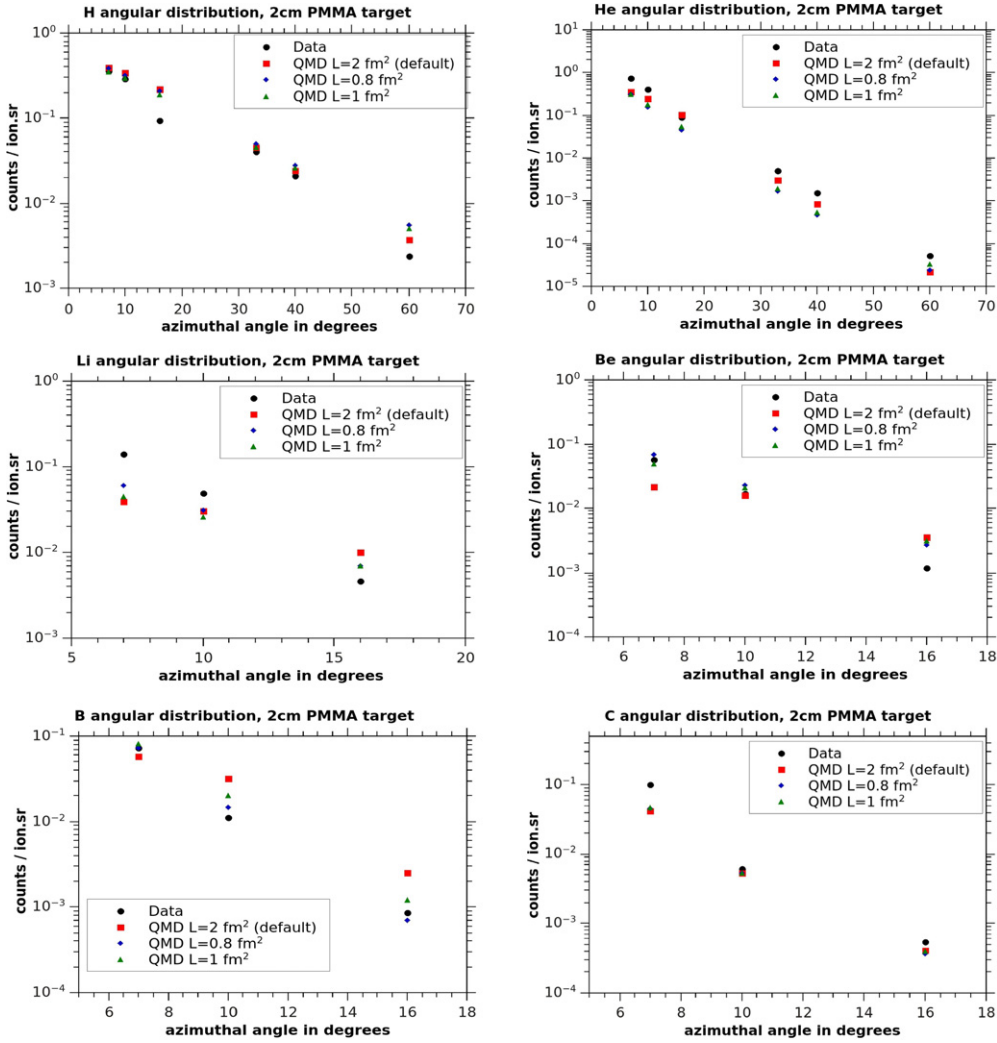 H angular distribution, 2cm PMMA target
10⁰
10⁻¹
10⁻²
10⁻³
counts / ion.sr
Data
QMD L=2 fm² (default)
QMD L=0.8 fm²
QMD L=1 fm²
0 10 20 30 40 50 60 70
azimuthal angle in degrees
He angular distribution, 2cm PMMA target
10¹
10⁰
10⁻¹
10⁻²
10⁻³
10⁻⁴
10⁻⁵
counts / ion.sr
Data
QMD L=2 fm² (default)
QMD L=0.8 fm²
QMD L=1 fm²
0 10 20 30 40 50 60 70
azimuthal angle in degrees
Li angular distribution, 2cm PMMA target
10⁰
10⁻¹
10⁻²
10⁻³
counts / ion.sr
Data
QMD L=2 fm² (default)
QMD L=0.8 fm²
QMD L=1 fm²
5 10 15 20
azimuthal angle in degrees
Be angular distribution, 2cm PMMA target
10⁰
10⁻¹
10⁻²
10⁻³
10⁻⁴
counts / ion.sr
Data
QMD L=2 fm² (default)
QMD L=0.8 fm²
QMD L=1 fm²
6 8 10 12 14 16 18
azimuthal angle in degrees
B angular distribution, 2cm PMMA target
10⁻¹
10⁻²
10⁻³
10⁻⁴
counts / ion.sr
Data
QMD L=2 fm² (default)
QMD L=0.8 fm²
QMD L=1 fm²
6 8 10 12 14 16 18
azimuthal angle in degrees
C angular distribution, 2cm PMMA target
10⁻¹
10⁻²
10⁻³
10⁻⁴
counts / ion.sr
Data
QMD L=2 fm² (default)
QMD L=0.8 fm²
QMD L=1 fm²
6 8 10 12 14 16 18
azimuthal angle in degrees